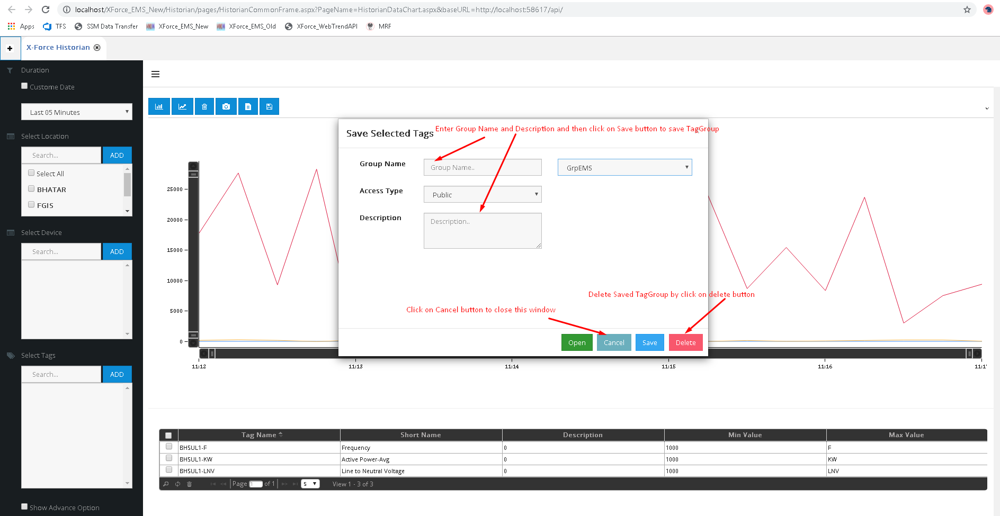 localhost/XForce_EMS_New/Historian/pages/HistorianCommonFrame.aspx?PageName=HistorianDataChart.aspx&baseURL=http://localhost:58617/api/
Apps TFS SSM Data Transfer XForce_EMS_New XForce_EMS_Old XForce_WebTrendAPI MRF
+ X-Force Historian
Duration
Custome Date
Last 05 Minutes
Select Location
Search... ADD
Select All
BHATAR
FGIS
Select Device
Search... ADD
Select Tags
Search... ADD
Show Advance Option
Save Selected Tags
Enter Group Name and Description and then click on Save button to save TagGroup
Group Name Group Name.. GrpEMS
Access Type Public
Description Description..
Delete Saved TagGroup by click on delete button
Click on Cancel button to close this window
Open Cancel Save Delete
25000
20000
15000
10000
5000
0
11:12 11:13 11:14 11:15 11:16 11:1
Tag Name Short Name Description Min Value Max Value
BHSUL1-F Frequency 0 1000 F
BHSUL1-KW Active Power-Avg 0 1000 KW
BHSUL1-LNV Line to Neutral Voltage 0 1000 LNV
Page 1 of 1 5 View 1 - 3 of 3